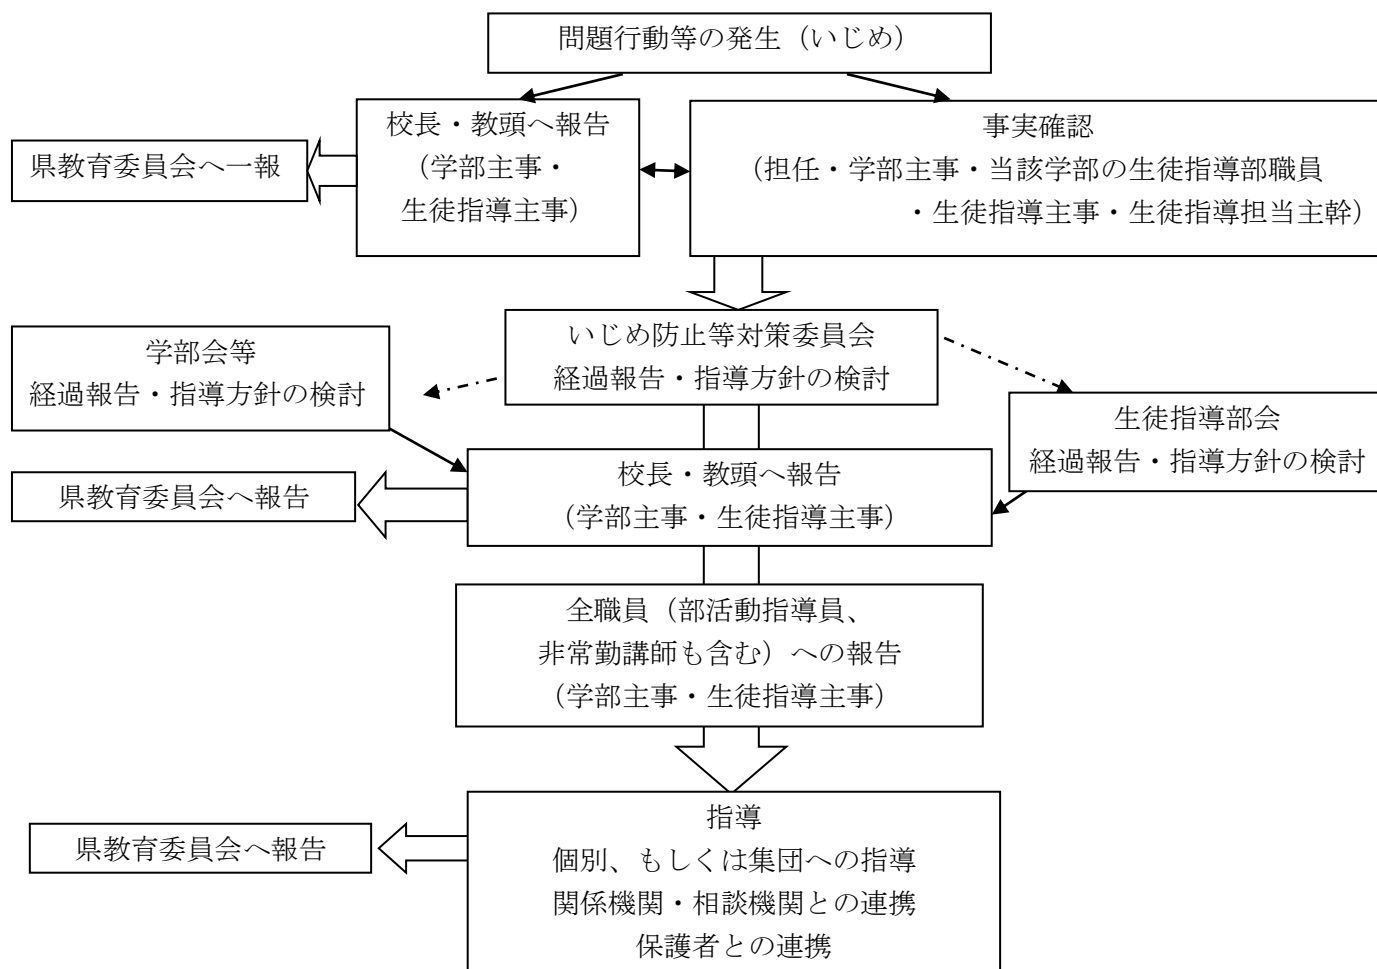 問題行動等の発生（いじめ）
校長・教頭へ報告
（学部主事・
生徒指導主事）
事実確認
（担任・学部主事・当該学部の生徒指導部職員
・生徒指導主事・生徒指導担当主幹）
県教育委員会へ一報
いじめ防止等対策委員会
経過報告・指導方針の検討
学部会等
経過報告・指導方針の検討
生徒指導部会
経過報告・指導方針の検討
校長・教頭へ報告
（学部主事・生徒指導主事）
県教育委員会へ報告
全職員（部活動指導員、
非常勤講師も含む）への報告
（学部主事・生徒指導主事）
指導
個別、もしくは集団への指導
関係機関・相談機関との連携
保護者との連携
県教育委員会へ報告